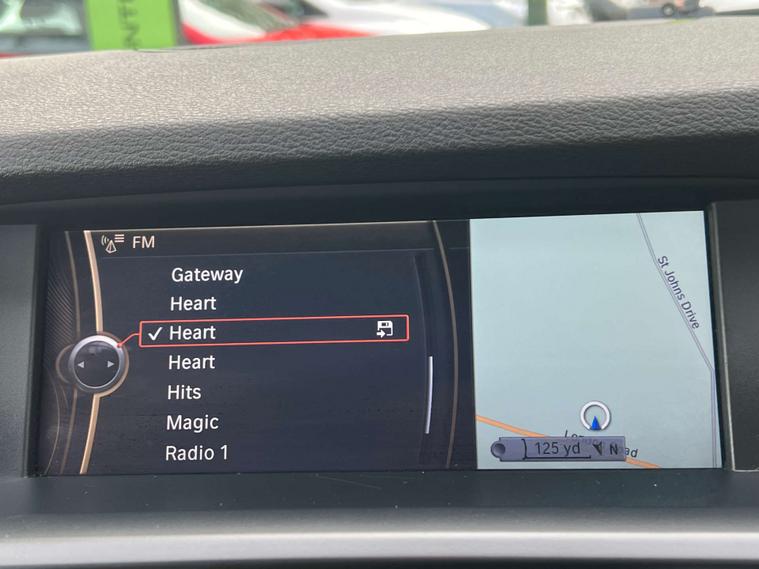 FM
Gateway
Heart
Heart
Heart
Hits
Magic
Radio 1
St Johns Drive
125 yd
N